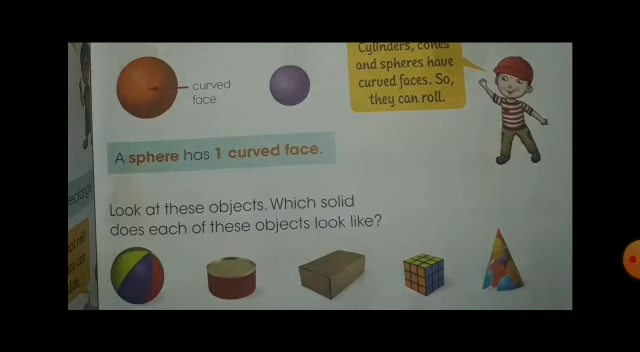 Cylinders, cones
and spheres have
curved faces. So,
they can roll.
curved
face
A sphere has 1 curved face.
Look at these objects. Which solid
does each of these objects look like?